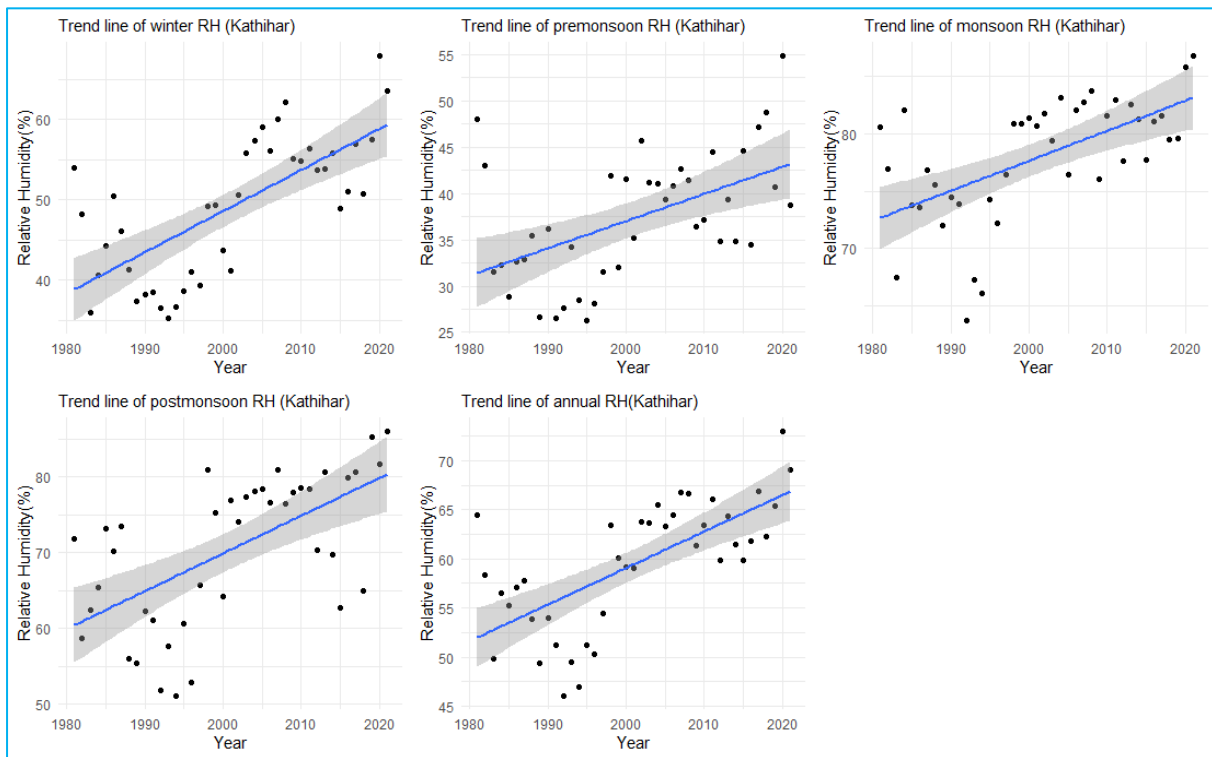 Trend line of winter RH (Kathihar)
Relative Humidity(%)
60
50
40
1980 1990 2000 2010 2020
Year
Trend line of premonsoon RH (Kathihar)
Relative Humidity(%)
55
50
45
40
35
30
25
1980 1990 2000 2010 2020
Year
Trend line of monsoon RH (Kathihar)
Relative Humidity(%)
80
70
1980 1990 2000 2010 2020
Year
Trend line of postmonsoon RH (Kathihar)
Relative Humidity(%)
80
70
60
50
1980 1990 2000 2010 2020
Year
Trend line of annual RH(Kathihar)
Relative Humidity(%)
70
65
60
55
50
45
1980 1990 2000 2010 2020
Year